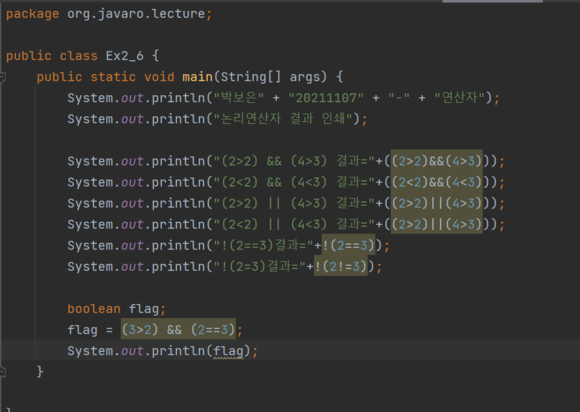 package org.javaro.lecture;
public class Ex2_6 {
public static void main(String[] args) {
System.out.println("박보은" + "20211107" + "-" + "연산자");
System.out.println("논리연산자 결과 인쇄");
System.out.println("(2>2) && (4>3) 결과="+((2>2)&&(4>3)));
System.out.println("(2<2) && (4<3) 결과="+((2<2)&&(4<3)));
System.out.println("(2>2) || (4>3) 결과="+((2>2)||(4>3)));
System.out.println("(2<2) || (4<3) 결과="+((2>2)||(4>3)));
System.out.println("!(2==3)결과="+!(2==3));
System.out.println("!(2=3)결과="+!(2!=3));
boolean flag;
flag = (3>2) && (2==3);
System.out.println(flag);
}
}